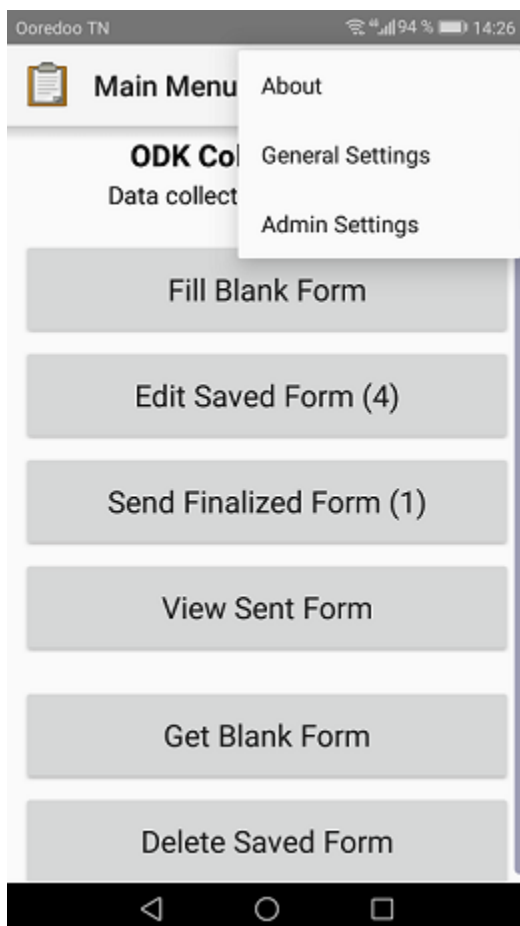 Ooredoo TN 4G 94 % 14:26
Main Menu
About
General Settings
Admin Settings
ODK Col
Data collect
Fill Blank Form
Edit Saved Form (4)
Send Finalized Form (1)
View Sent Form
Get Blank Form
Delete Saved Form